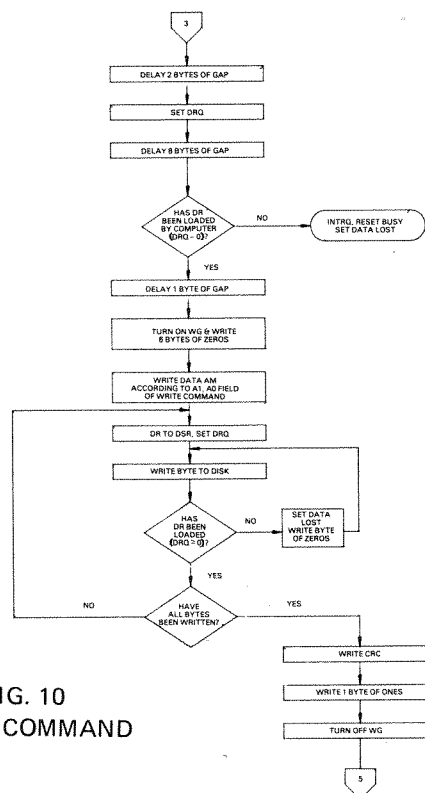 3
DELAY 2 BYTES OF GAP
SET DRQ
DELAY 8 BYTES OF GAP
HAS DR
BEEN LOADED
BY COMPUTER
(DRQ = 0)?
NO
INTRQ, RESET BUSY
SET DATA LOST
YES
DELAY 1 BYTE OF GAP
TURN ON WG & WRITE
6 BYTES OF ZEROS
WRITE DATA AM
ACCORDING TO A1, A0 FIELD
OF WRITE COMMAND
DR TO DSR, SET DRQ
WRITE BYTE TO DISK
HAS
DR BEEN
LOADED
(DRQ = 0)?
NO
SET DATA
LOST
WRITE BYTE
OF ZEROS
YES
HAVE
ALL BYTES
BEEN WRITTEN?
NO
YES
WRITE CRC
WRITE 1 BYTE OF ONES
TURN OFF WG
5
IG. 10
COMMAND